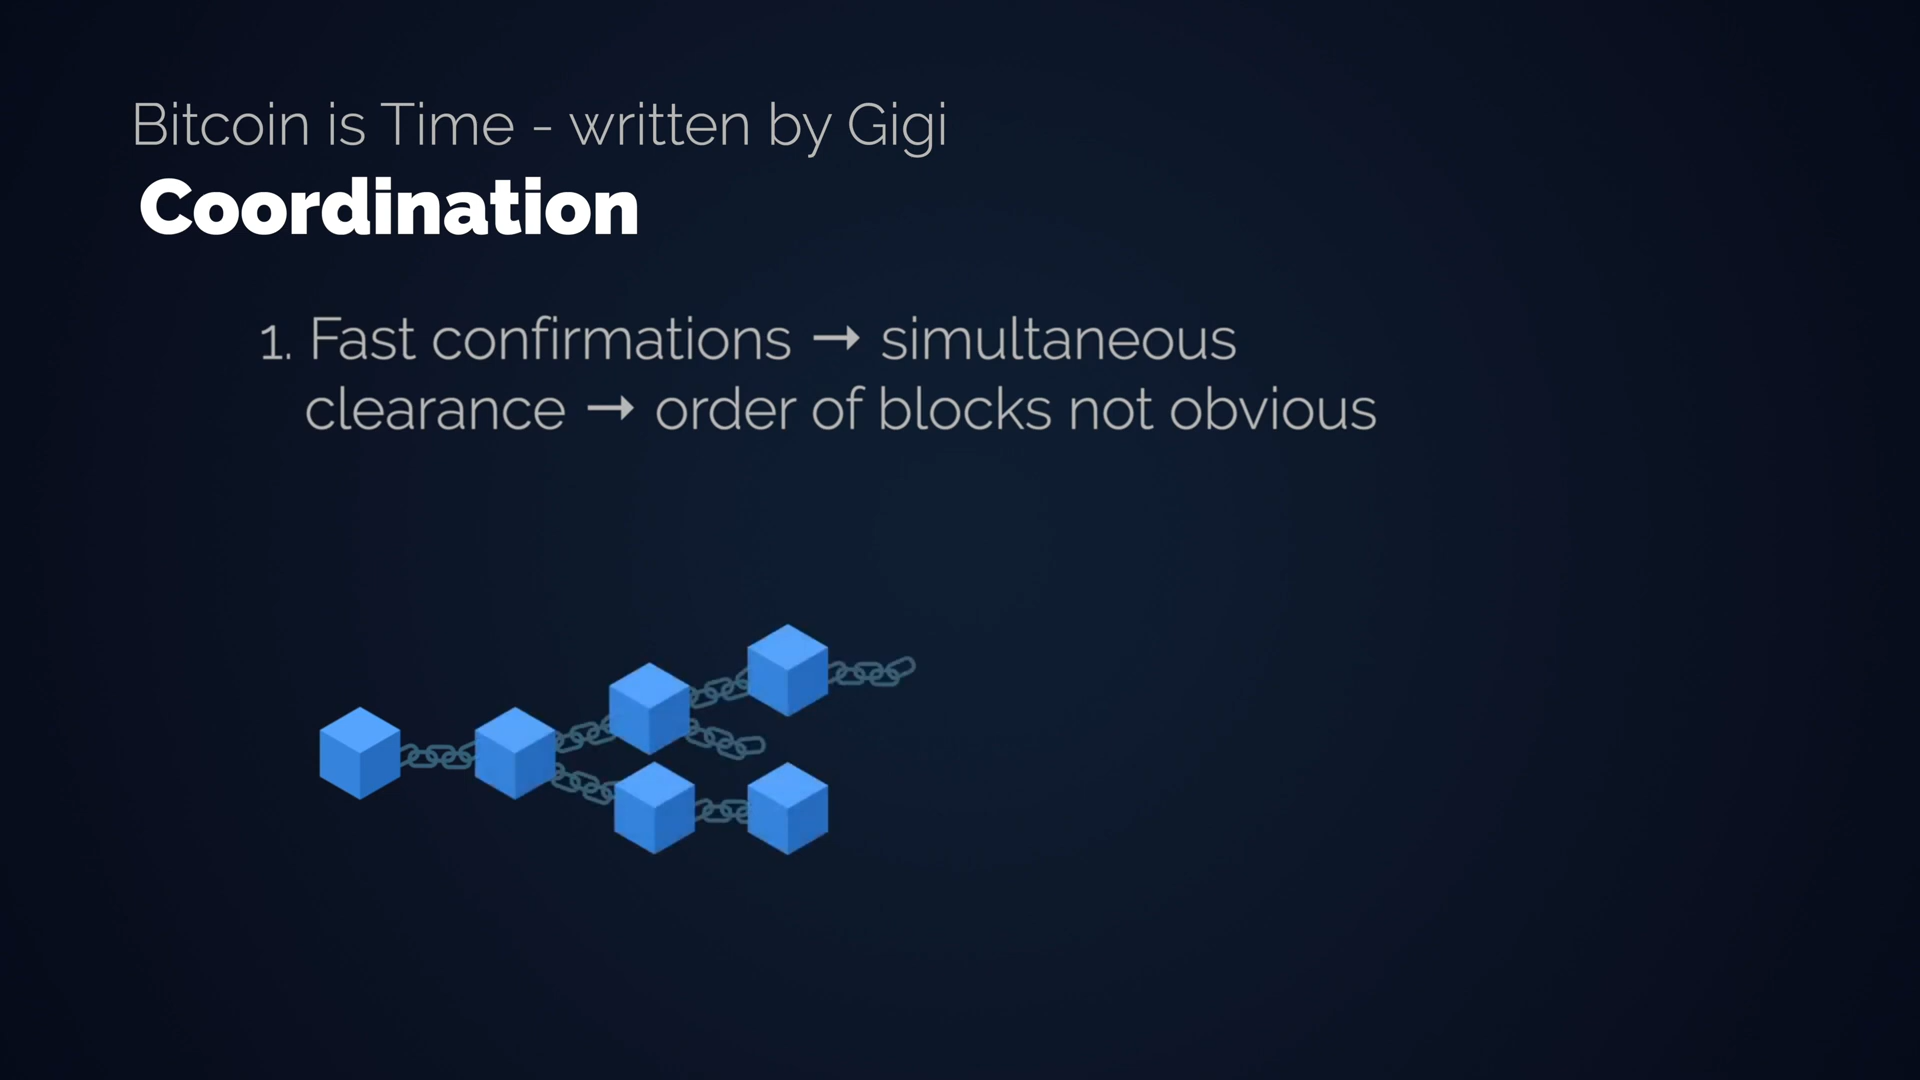 Bitcoin is Time - written by Gigi
Coordination
1. Fast confirmations → simultaneous
clearance → order of blocks not obvious